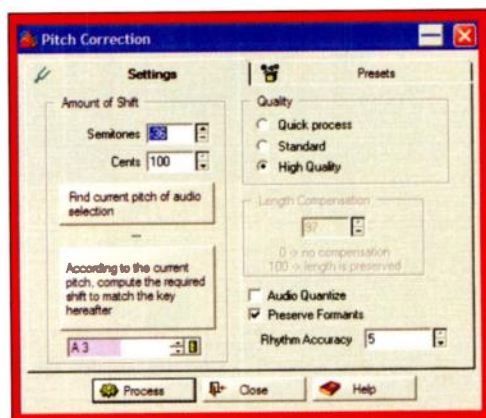 Pitch Correction
Settings
Presets
Amount of Shift
Semitones -36
Cents 100
Find current pitch of audio
selection
---
According to the current
pitch, compute the required
shift to match the key
hereafter
A 3
Quality
Quick process
Standard
High Quality
Length Compensation
97
0 -> no compensation
100 -> length is preserved
Audio Quantize
Preserve Formants
Rhythm Accuracy 5
Process
Close
Help